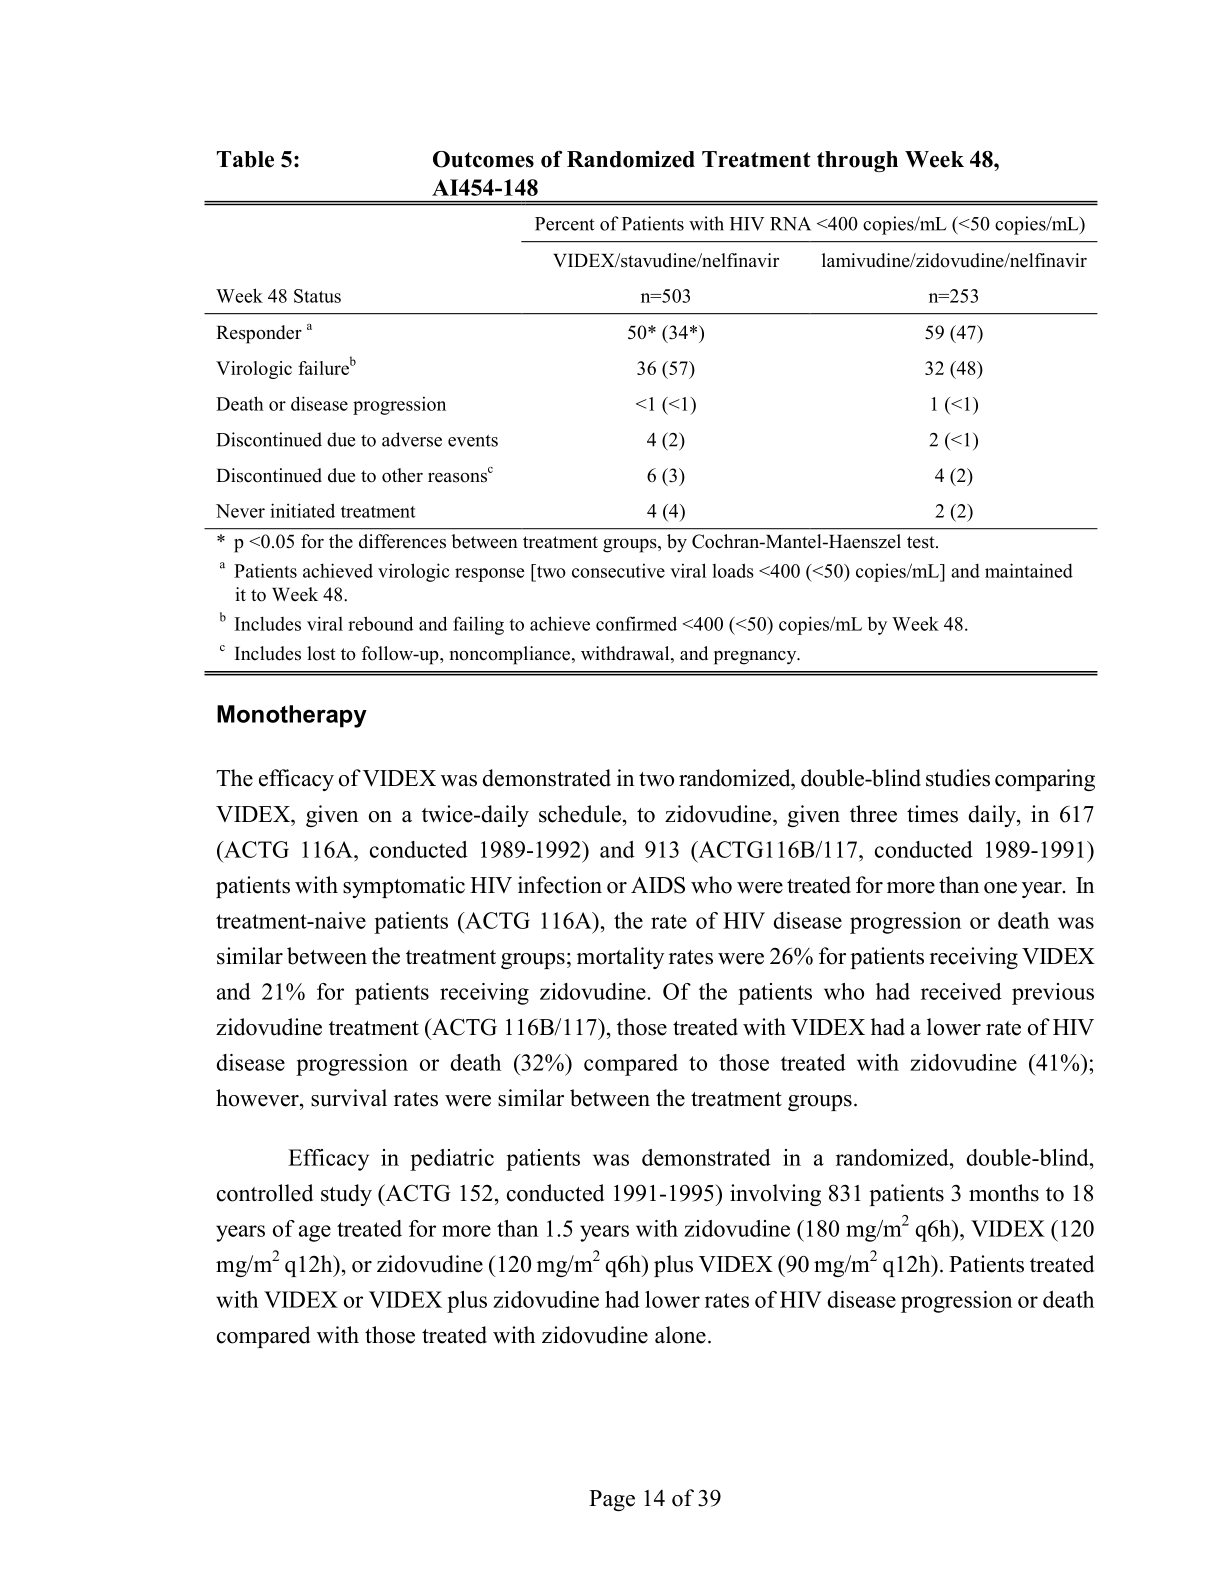 Table 5: Outcomes of Randomized Treatment through Week 48,
AI454-148
Percent of Patients with HIV RNA <400 copies/mL (<50 copies/mL)
VIDEX/stavudine/nelfinavir lamivudine/zidovudine/nelfinavir
Week 48 Status n=503 n=253
Responder a 50* (34*) 59 (47)
Virologic failureb 36 (57) 32 (48)
Death or disease progression <1 (<1) 1 (<1)
Discontinued due to adverse events 4 (2) 2 (<1)
Discontinued due to other reasonsc 6 (3) 4 (2)
Never initiated treatment 4 (4) 2 (2)
* p <0.05 for the differences between treatment groups, by Cochran-Mantel-Haenszel test.
a Patients achieved virologic response [two consecutive viral loads <400 (<50) copies/mL] and maintained
it to Week 48.
b Includes viral rebound and failing to achieve confirmed <400 (<50) copies/mL by Week 48.
c Includes lost to follow-up, noncompliance, withdrawal, and pregnancy.
Monotherapy
The efficacy of VIDEX was demonstrated in two randomized, double-blind studies comparing
VIDEX, given on a twice-daily schedule, to zidovudine, given three times daily, in 617
(ACTG 116A, conducted 1989-1992) and 913 (ACTG116B/117, conducted 1989-1991)
patients with symptomatic HIV infection or AIDS who were treated for more than one year. In
treatment-naive patients (ACTG 116A), the rate of HIV disease progression or death was
similar between the treatment groups; mortality rates were 26% for patients receiving VIDEX
and 21% for patients receiving zidovudine. Of the patients who had received previous
zidovudine treatment (ACTG 116B/117), those treated with VIDEX had a lower rate of HIV
disease progression or death (32%) compared to those treated with zidovudine (41%);
however, survival rates were similar between the treatment groups.
Efficacy in pediatric patients was demonstrated in a randomized, double-blind,
controlled study (ACTG 152, conducted 1991-1995) involving 831 patients 3 months to 18
years of age treated for more than 1.5 years with zidovudine (180 mg/m2 q6h), VIDEX (120
mg/m2 q12h), or zidovudine (120 mg/m2 q6h) plus VIDEX (90 mg/m2 q12h). Patients treated
with VIDEX or VIDEX plus zidovudine had lower rates of HIV disease progression or death
compared with those treated with zidovudine alone.
Page 14 of 39